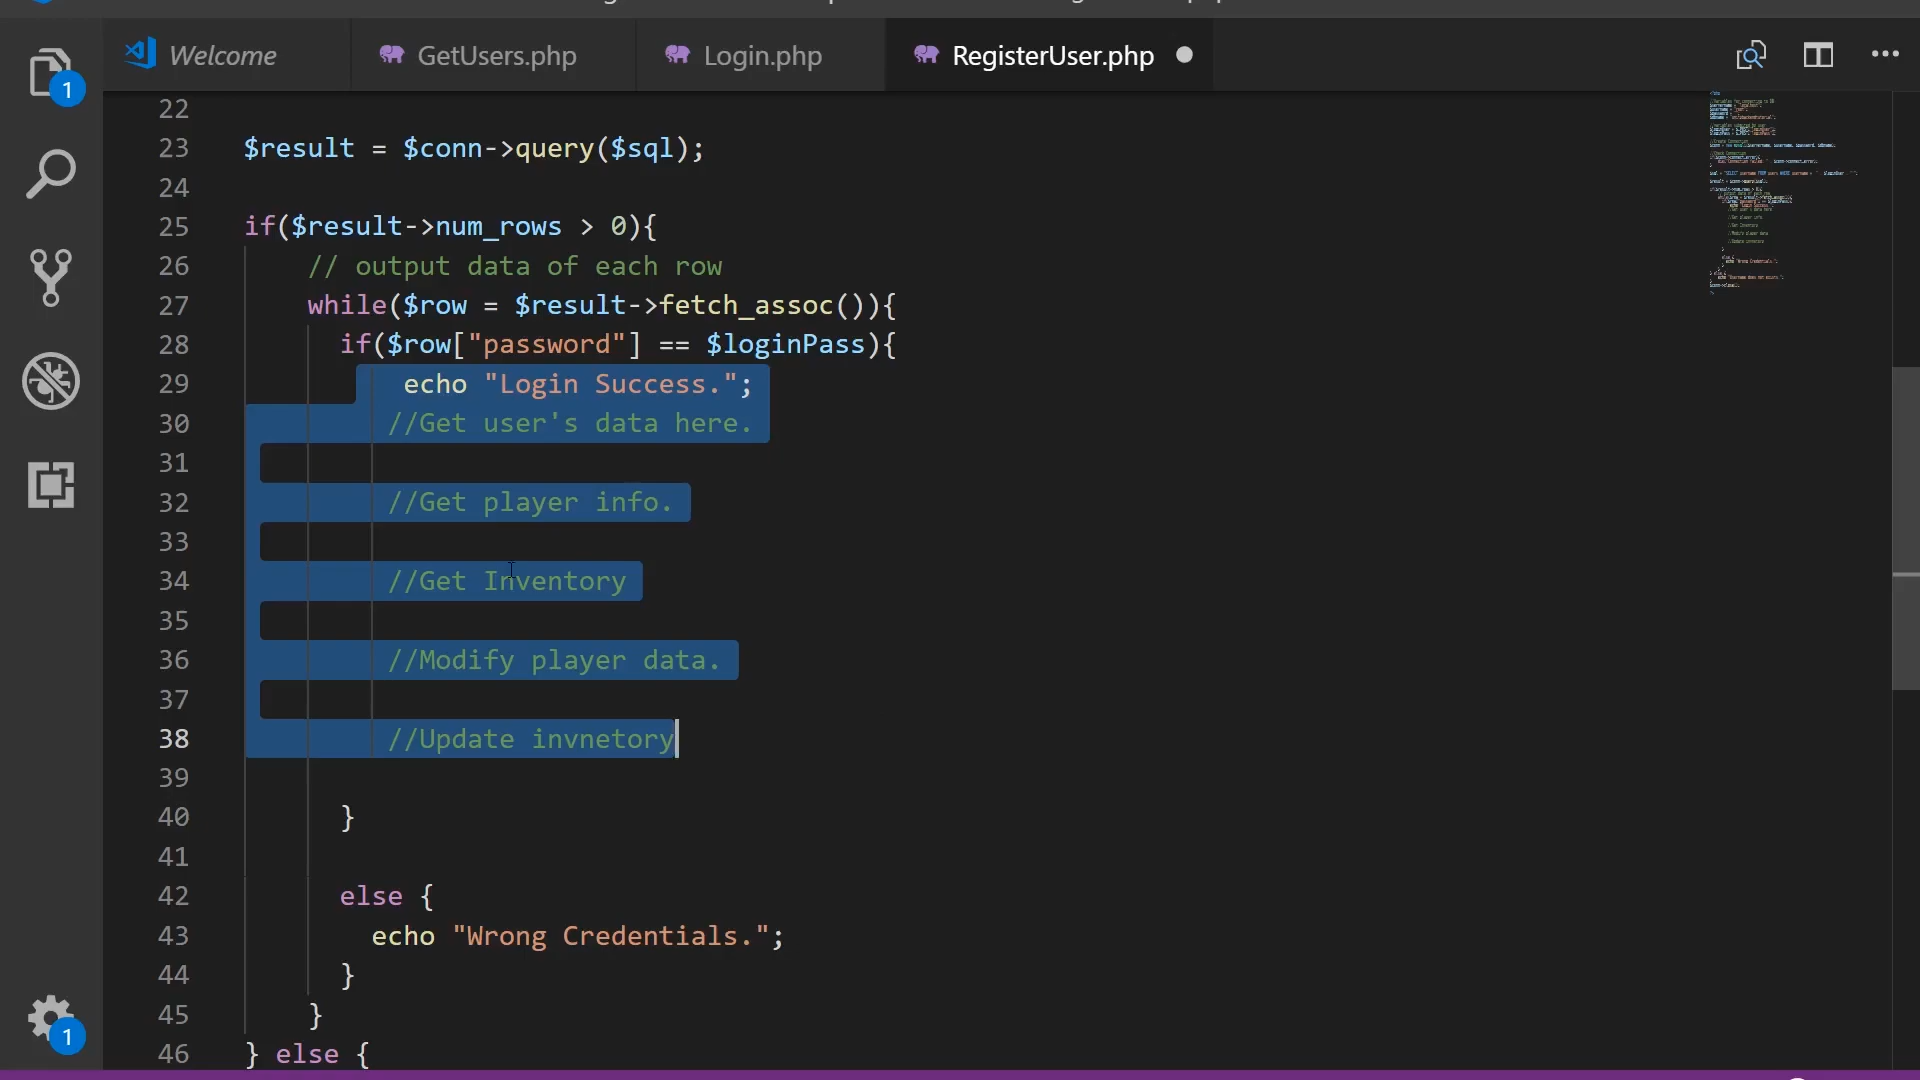 Welcome
GetUsers.php
Login.php
RegisterUser.php
1
22
23 $result = $conn->query($sql);
24
25 if($result->num_rows > 0){
26 // output data of each row
27 while($row = $result->fetch_assoc()){
28 if($row["password"] == $loginPass){
29 echo "Login Success.";
30 //Get user's data here.
31
32 //Get player info.
33
34 //Get Inventory
35
36 //Modify player data.
37
38 //Update invnetory
39
40 }
41
42 else {
43 echo "Wrong Credentials.";
44 }
45 }
46 } else {
1